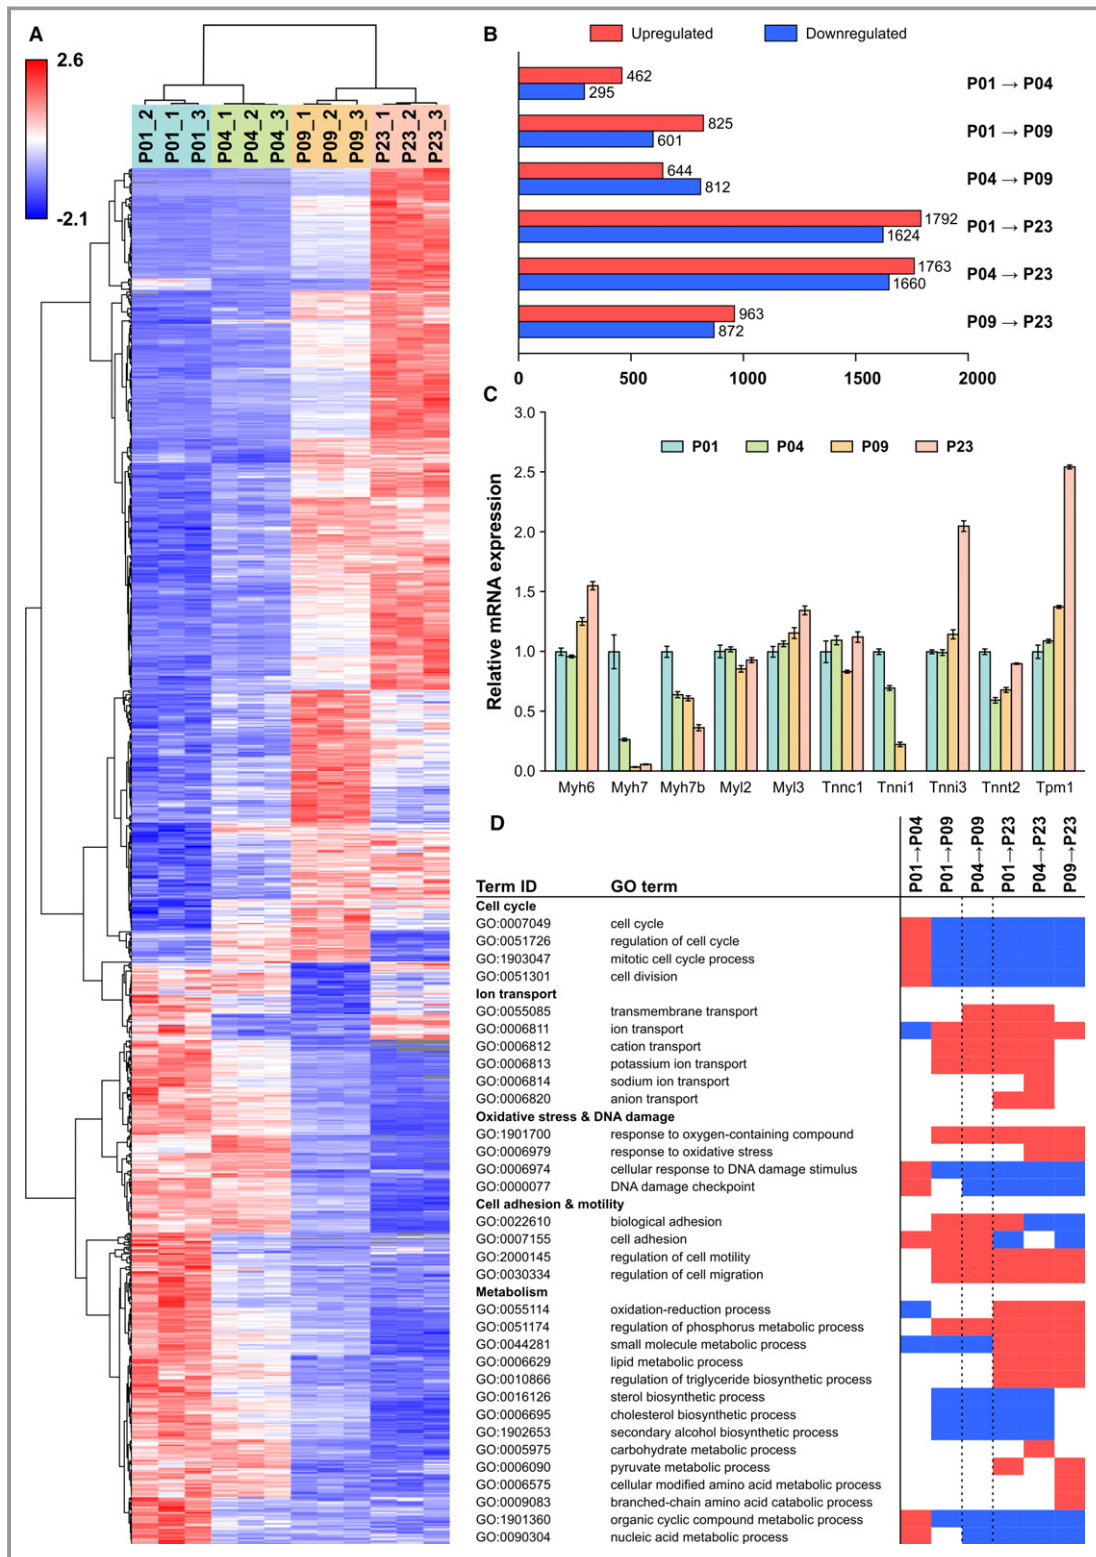 A
2.6
-2.1
P01_2 P01_1 P01_3 P04_1 P04_2 P04_3 P09_1 P09_2 P09_3 P23_1 P23_2 P23_3
B
Upregulated Downregulated
462
295
P01 → P04
825
601
P01 → P09
644
812
P04 → P09
1792
1624
P01 → P23
1763
1660
P04 → P23
963
872
P09 → P23
0 500 1000 1500 2000
C
Relative mRNA expression
3.0
2.5
2.0
1.5
1.0
0.5
0.0
P01 P04 P09 P23
Myh6 Myh7 Myh7b Myl2 Myl3 Tnnc1 Tnni1 Tnni3 Tnnt2 Tpm1
D
P01→P04 P01→P09 P04→P09 P01→P23 P04→P23 P09→P23
Term ID GO term
Cell cycle
GO:0007049 cell cycle
GO:0051726 regulation of cell cycle
GO:1903047 mitotic cell cycle process
GO:0051301 cell division
Ion transport
GO:0055085 transmembrane transport
GO:0006811 ion transport
GO:0006812 cation transport
GO:0006813 potassium ion transport
GO:0006814 sodium ion transport
GO:0006820 anion transport
Oxidative stress & DNA damage
GO:1901700 response to oxygen-containing compound
GO:0006979 response to oxidative stress
GO:0006974 cellular response to DNA damage stimulus
GO:0000077 DNA damage checkpoint
Cell adhesion & motility
GO:0022610 biological adhesion
GO:0007155 cell adhesion
GO:2000145 regulation of cell motility
GO:0030334 regulation of cell migration
Metabolism
GO:0055114 oxidation-reduction process
GO:0051174 regulation of phosphorus metabolic process
GO:0044281 small molecule metabolic process
GO:0006629 lipid metabolic process
GO:0010866 regulation of triglyceride biosynthetic process
GO:0016126 sterol biosynthetic process
GO:0006695 cholesterol biosynthetic process
GO:1902653 secondary alcohol biosynthetic process
GO:0005975 carbohydrate metabolic process
GO:0006090 pyruvate metabolic process
GO:0006575 cellular modified amino acid metabolic process
GO:0009083 branched-chain amino acid catabolic process
GO:1901360 organic cyclic compound metabolic process
GO:0090304 nucleic acid metabolic process